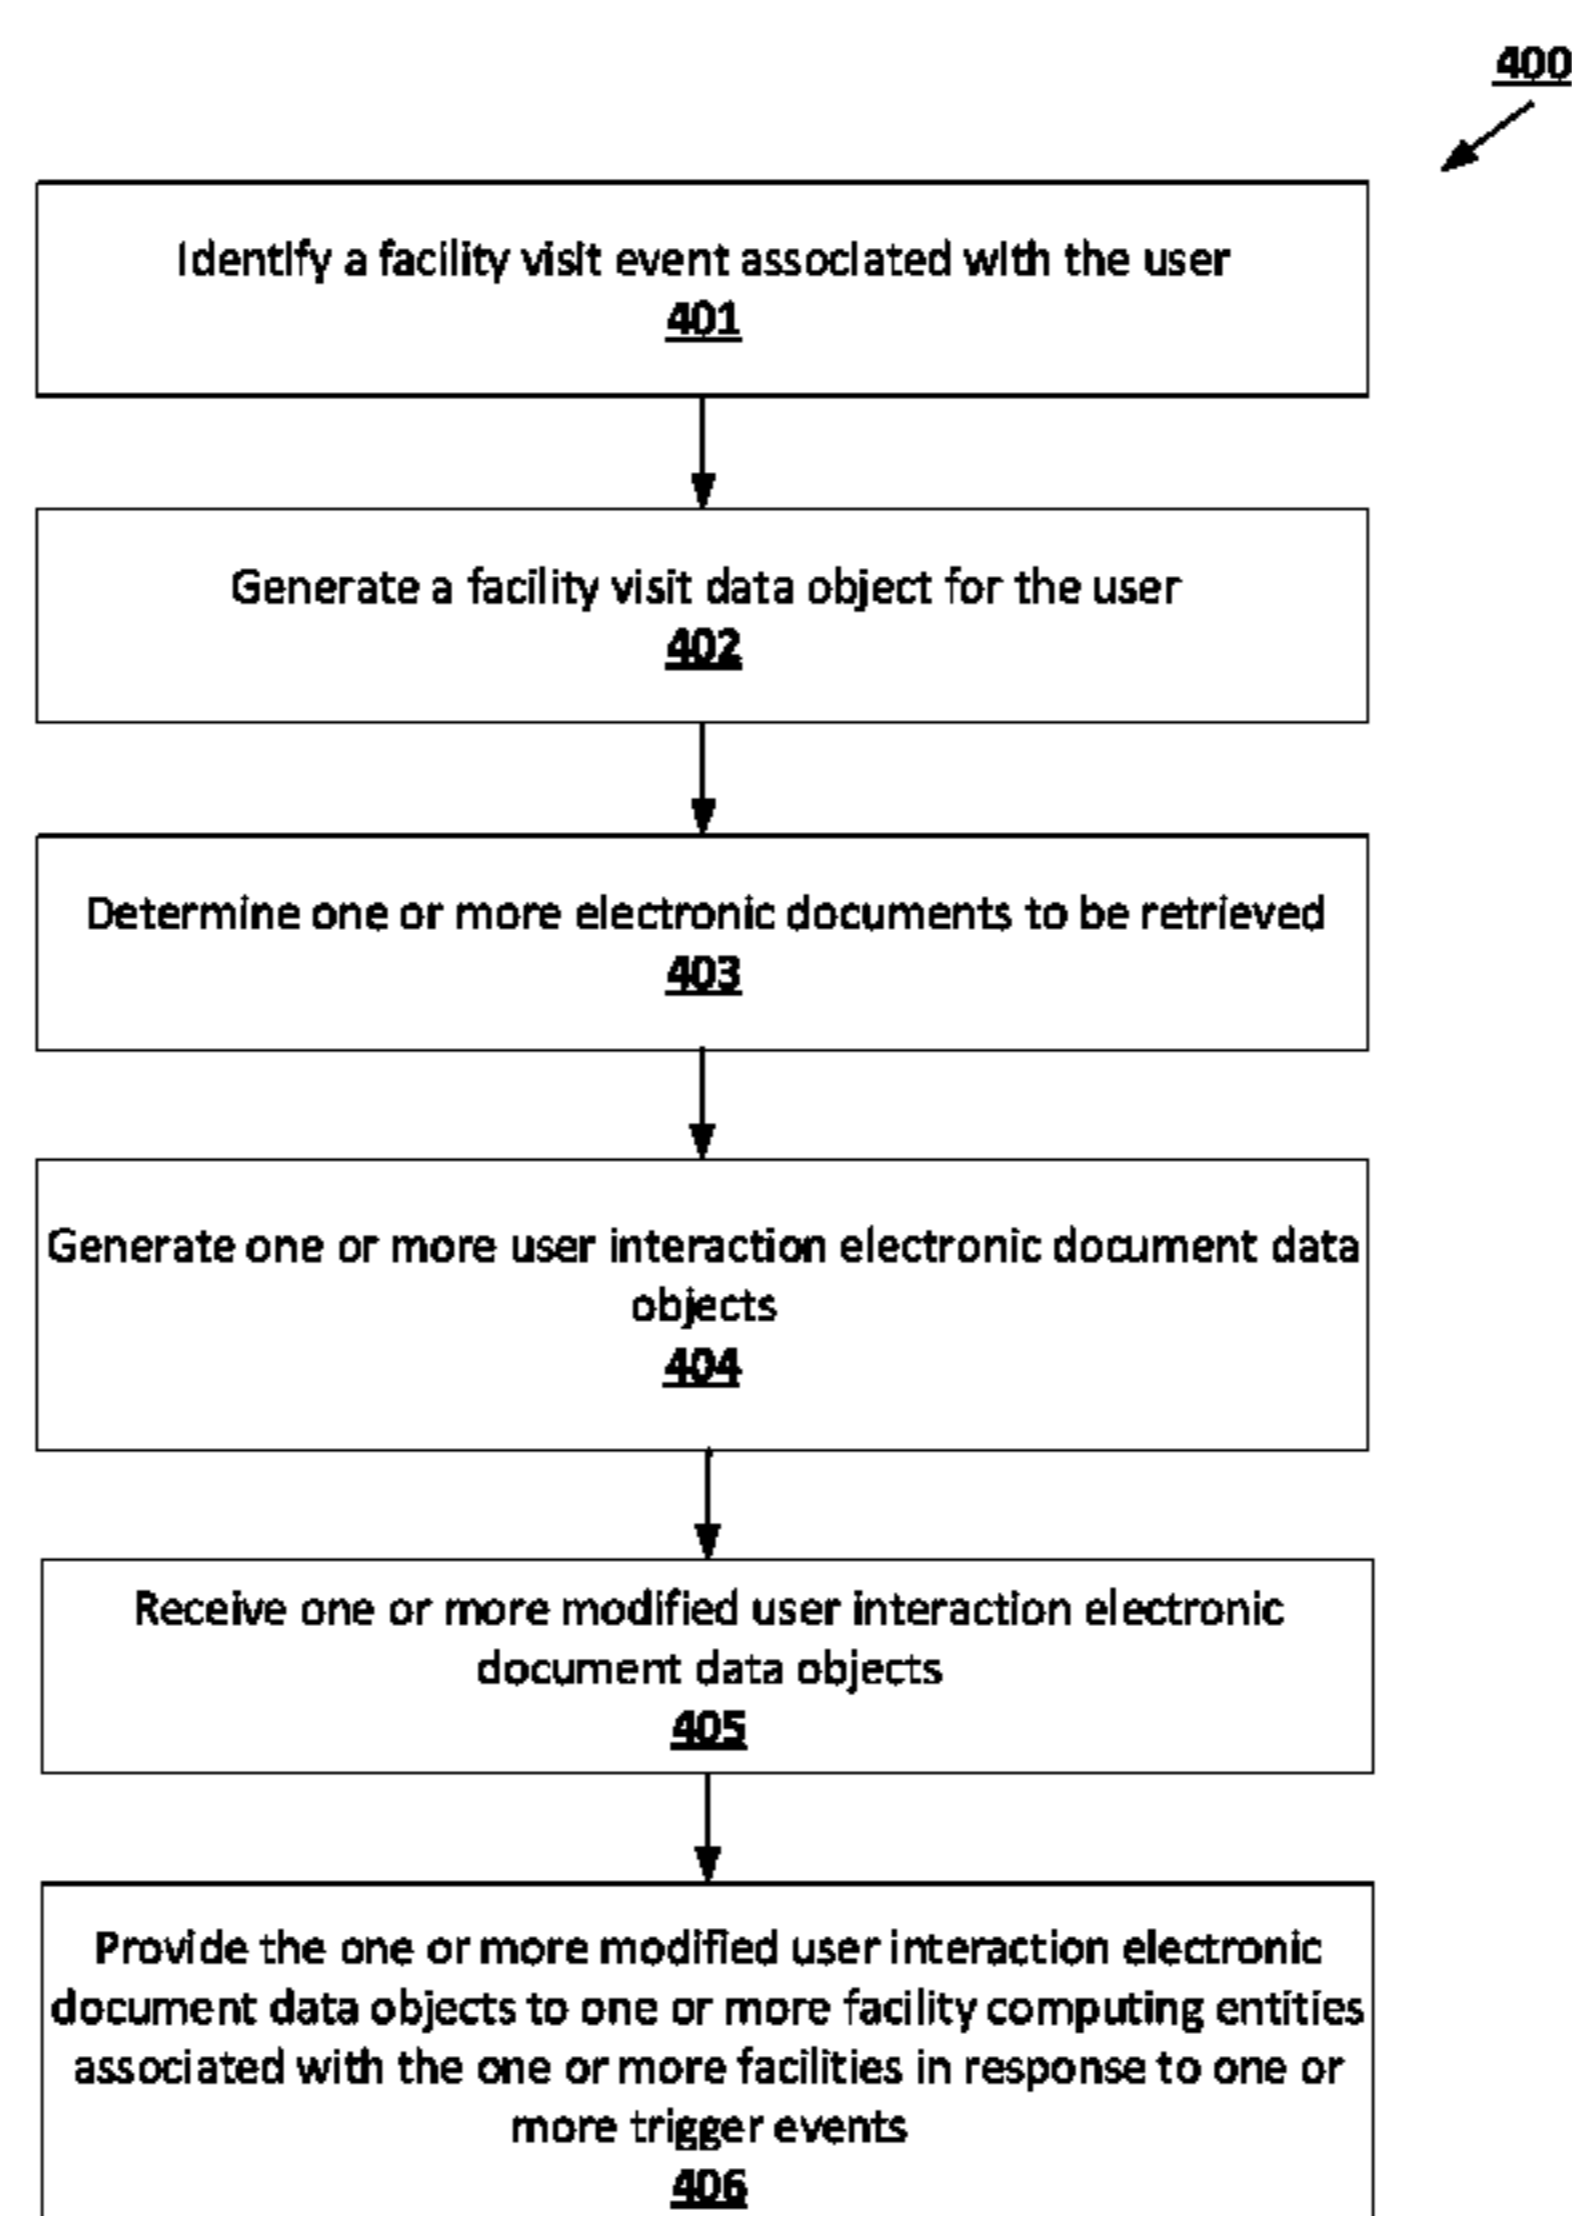 400
Identify a facility visit event associated with the user
401
Generate a facility visit data object for the user
402
Determine one or more electronic documents to be retrieved
403
Generate one or more user interaction electronic document data
objects
404
Receive one or more modified user interaction electronic
document data objects
405
Provide the one or more modified user interaction electronic
document data objects to one or more facility computing entities
associated with the one or more facilities in response to one or
more trigger events
406